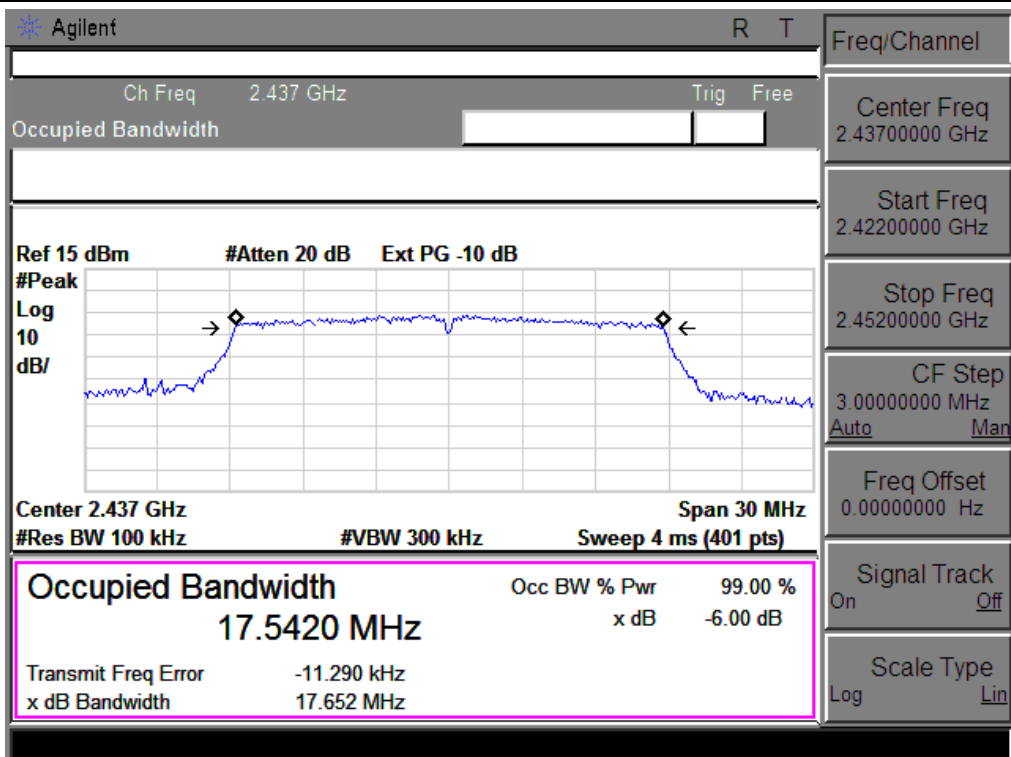 Agilent R T
Ch Freq 2.437 GHz Trig Free
Occupied Bandwidth
Ref 15 dBm #Atten 20 dB Ext PG -10 dB
#Peak
Log
10
dB/
Center 2.437 GHz Span 30 MHz
#Res BW 100 kHz #VBW 300 kHz Sweep 4 ms (401 pts)
Occupied Bandwidth
17.5420 MHz
Occ BW % Pwr 99.00 %
x dB -6.00 dB
Transmit Freq Error -11.290 kHz
x dB Bandwidth 17.652 MHz
Freq/Channel
Center Freq
2.43700000 GHz
Start Freq
2.42200000 GHz
Stop Freq
2.45200000 GHz
CF Step
3.00000000 MHz
Auto Man
Freq Offset
0.00000000 Hz
Signal Track
On Off
Scale Type
Log Lin